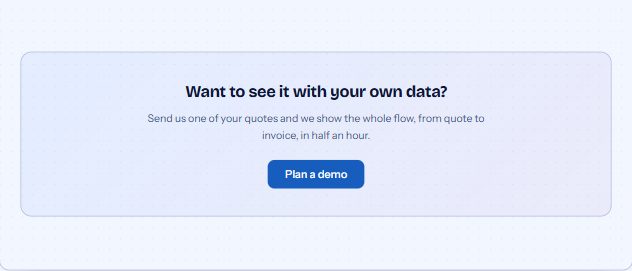 Want to see it with your own data?
Send us one of your quotes and we show the whole flow, from quote to
invoice, in half an hour.
Plan a demo